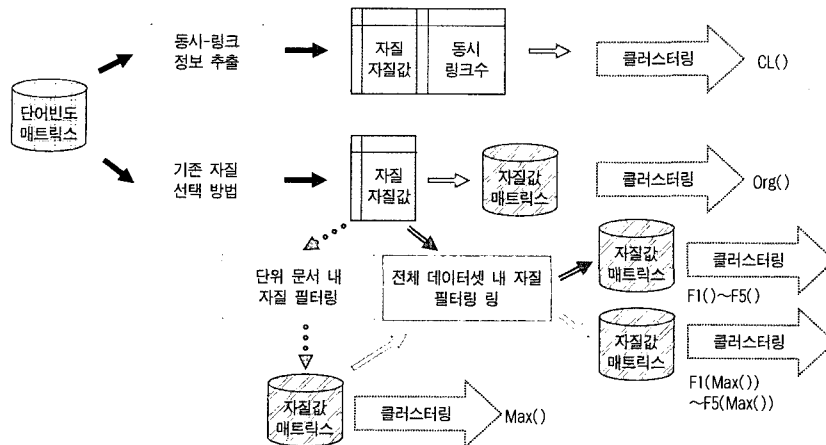 동시-링크
정보 추출
자질
자질값
동시
링크수
클러스터링
CL()
단어빈도
매트릭스
기존 자질
선택 방법
자질
자질값
자질값
매트릭스
클러스터링
Org()
단위 문서 내
자질 필터링
전체 데이터셋 내 자질
필터링 링
자질값
매트릭스
클러스터링
F1()~F5()
자질값
매트릭스
클러스터링
F1(Max())
~F5(Max())
자질값
매트릭스
클러스터링
Max()